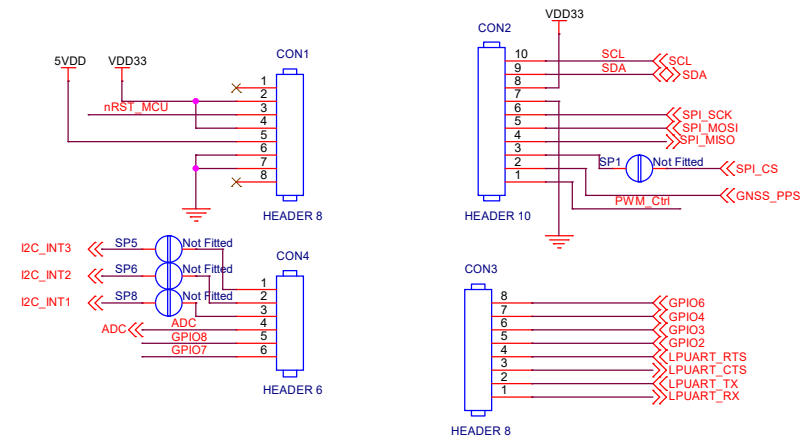 5VDD
VDD33
CON1
1
2
nRST_MCU
3
4
5
6
7
8
HEADER 8
VDD33
CON2
10
SCL
SCL
9
SDA
SDA
8
7
6
SPI_SCK
5
SPI_MOSI
4
SPI_MISO
3
SP1
Not Fitted
SPI_CS
2
GNSS_PPS
1
PWM_Ctrl
HEADER 10
I2C_INT3
SP5
Not Fitted
I2C_INT2
SP6
Not Fitted
I2C_INT1
SP8
Not Fitted
CON4
1
2
3
ADC
ADC
4
GPIO8
5
GPIO7
6
HEADER 6
CON3
8
GPIO6
7
GPIO4
6
GPIO3
5
GPIO2
4
LPUART_RTS
3
LPUART_CTS
2
LPUART_TX
1
LPUART_RX
HEADER 8